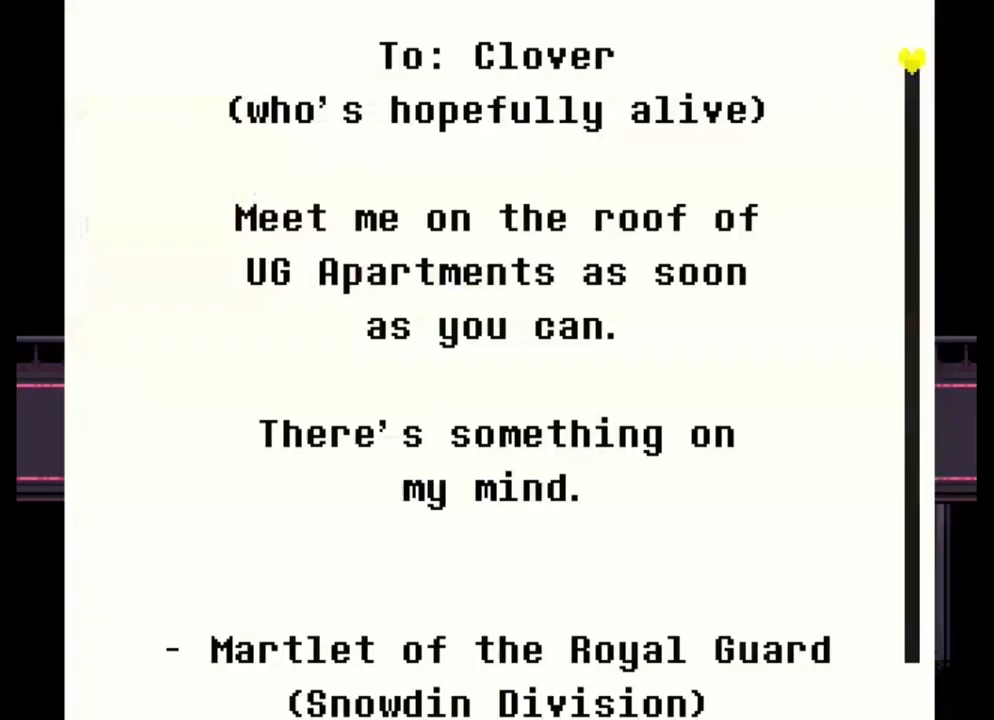 To: Clover
(who's hopefully alive)
Meet me on the roof of
UG Apartments as soon
as you can.
There's something on
my mind.
- Martlet of the Royal Guard
(Snowdin Division)